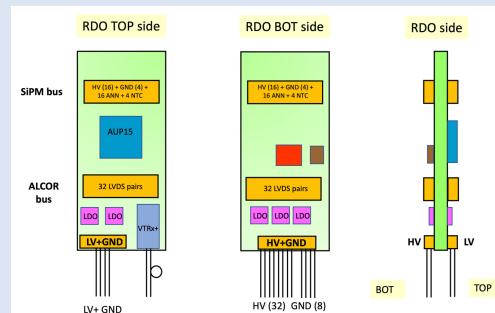 RDO TOP side
RDO BOT side
RDO side
SiPM bus
HV (16) + GND (4) +
16 ANN + 4 NTC
HV (16) + GND (4) +
16 ANN + 4 NTC
AUP15
ALCOR
bus
32 LVDS pairs
32 LVDS pairs
LDO
LDO
VTRx+
LDO
LDO
LDO
LV+GND
HV+GND
HV
LV
BOT
TOP
LV+ GND
HV (32)
GND (8)